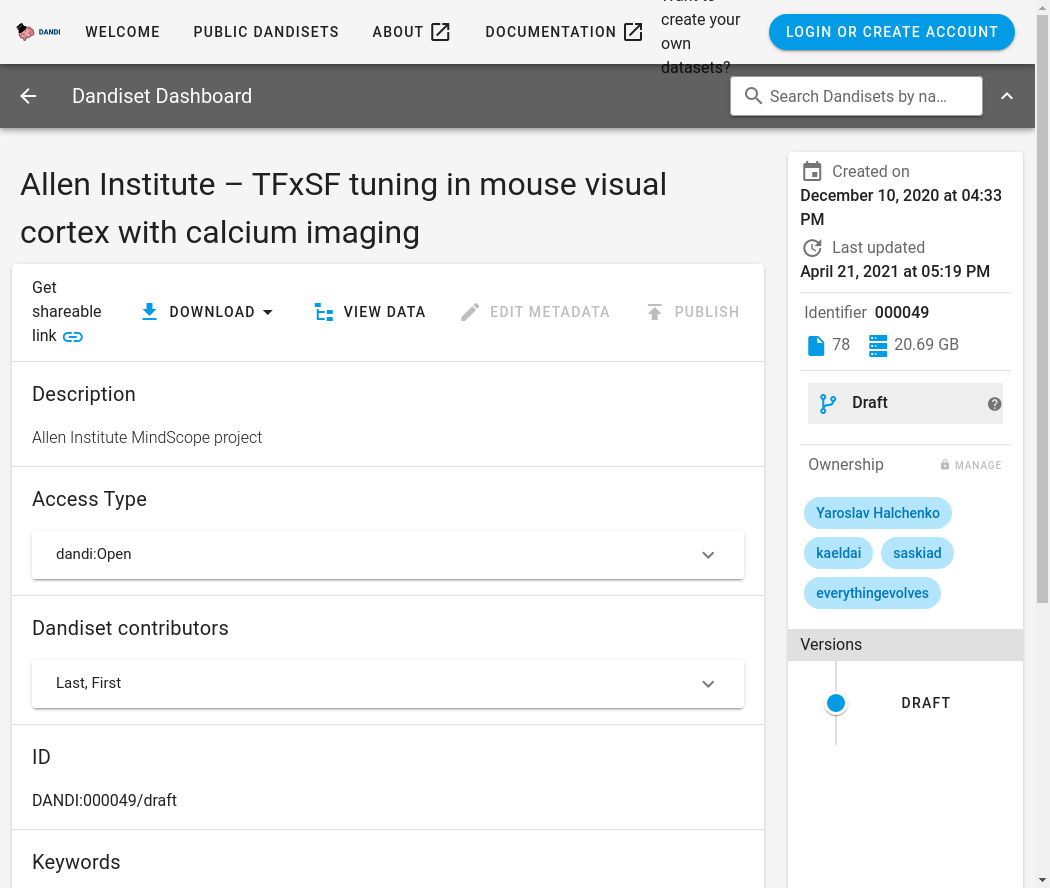 DANDI
WELCOME
PUBLIC DANDISETS
ABOUT
DOCUMENTATION
create your
own
datasets?
LOGIN OR CREATE ACCOUNT
Dandiset Dashboard
Search Dandisets by na...
Allen Institute – TFxSF tuning in mouse visual
cortex with calcium imaging
Get
shareable
link
DOWNLOAD
VIEW DATA
EDIT METADATA
PUBLISH
Description
Allen Institute MindScope project
Access Type
dandi:Open
Dandiset contributors
Last, First
ID
DANDI:000049/draft
Keywords
Created on
December 10, 2020 at 04:33
PM
Last updated
April 21, 2021 at 05:19 PM
Identifier 000049
78
20.69 GB
Draft
Ownership
MANAGE
Yaroslav Halchenko
kaeldai
saskiad
everythingevolves
Versions
DRAFT